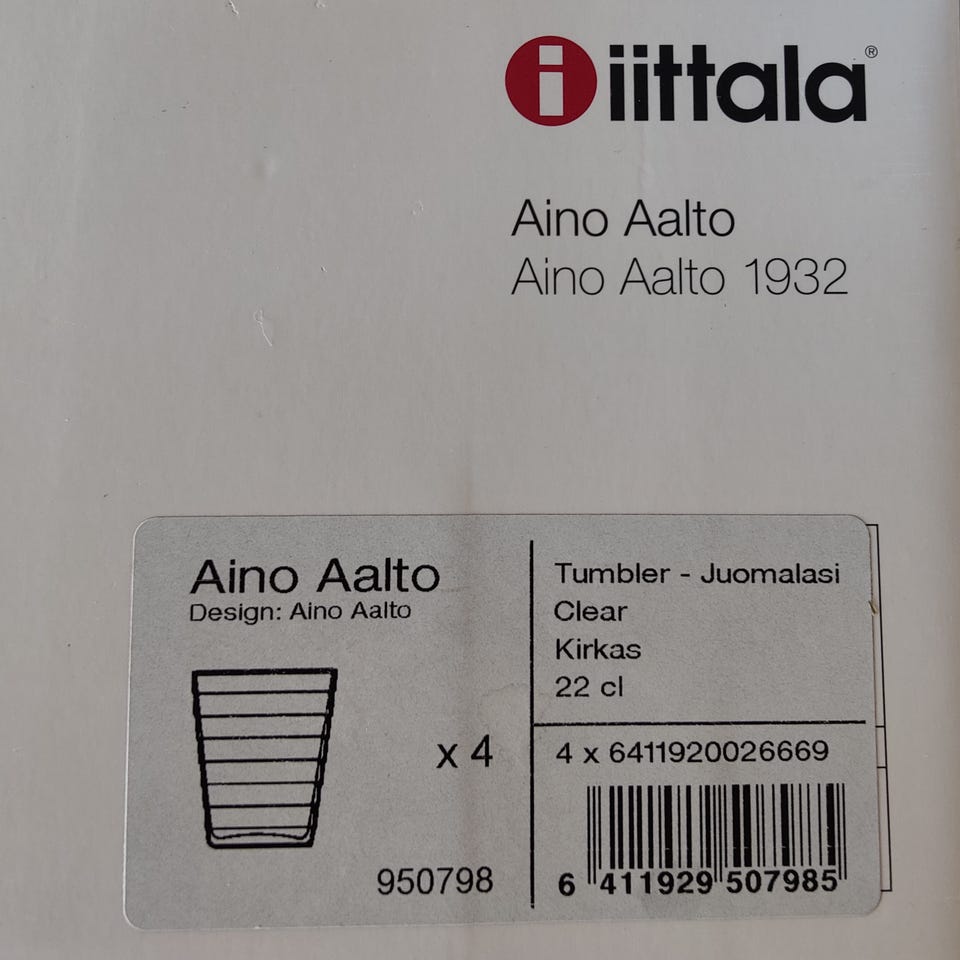 iittala®
Aino Aalto
Aino Aalto 1932
Aino Aalto
Design: Aino Aalto
x 4
950798
Tumbler - Juomalasi
Clear
Kirkas
22 cl
4 x 6411920026669
6 411929 507985